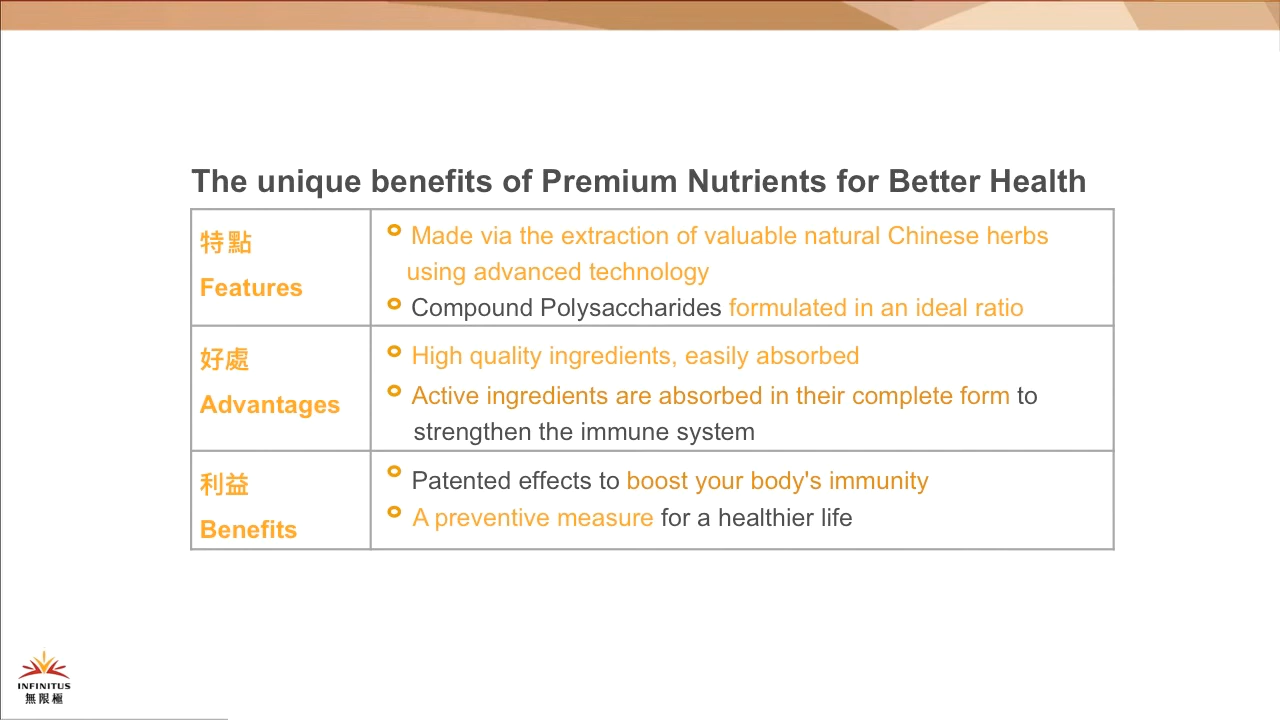 The unique benefits of Premium Nutrients for Better Health
特點
Features
Made via the extraction of valuable natural Chinese herbs
using advanced technology
Compound Polysaccharides formulated in an ideal ratio
好處
Advantages
High quality ingredients, easily absorbed
Active ingredients are absorbed in their complete form to
strengthen the immune system
利益
Benefits
Patented effects to boost your body's immunity
A preventive measure for a healthier life
INFINITUS
無限極